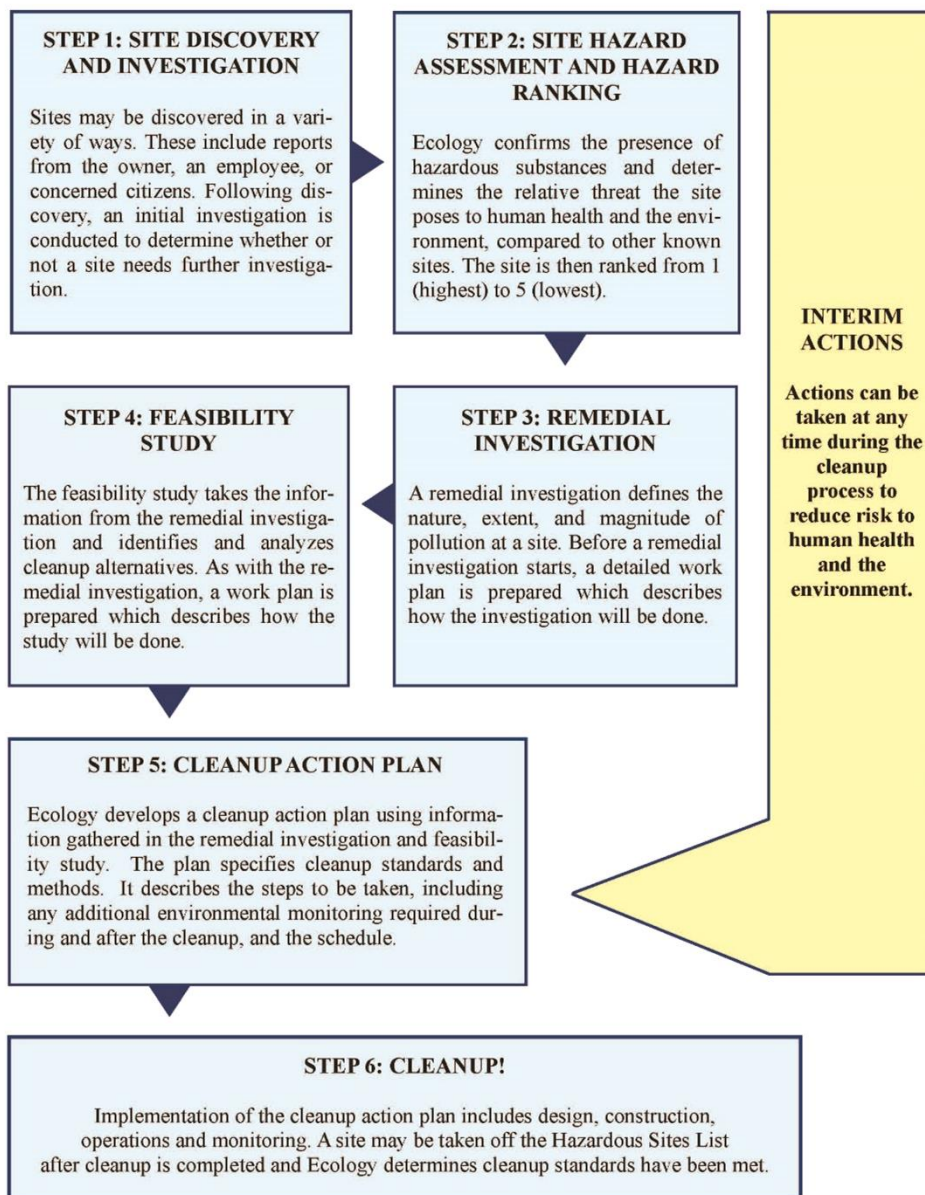 STEP 1: SITE DISCOVERY
AND INVESTIGATION
Sites may be discovered in a vari-
ety of ways. These include reports
from the owner, an employee, or
concerned citizens. Following dis-
covery, an initial investigation is
conducted to determine whether or
not a site needs further investiga-
tion.
STEP 2: SITE HAZARD
ASSESSMENT AND HAZARD
RANKING
Ecology confirms the presence of
hazardous substances and deter-
mines the relative threat the site
poses to human health and the envi-
ronment, compared to other known
sites. The site is then ranked from 1
(highest) to 5 (lowest).
STEP 3: REMEDIAL
INVESTIGATION
A remedial investigation defines the
nature, extent, and magnitude of
pollution at a site. Before a remedial
investigation starts, a detailed work
plan is prepared which describes
how the investigation will be done.
STEP 4: FEASIBILITY
STUDY
The feasibility study takes the infor-
mation from the remedial investiga-
tion and identifies and analyzes
cleanup alternatives. As with the re-
medial investigation, a work plan is
prepared which describes how the
study will be done.
STEP 5: CLEANUP ACTION PLAN
Ecology develops a cleanup action plan using informa-
tion gathered in the remedial investigation and feasibil-
ity study. The plan specifies cleanup standards and
methods. It describes the steps to be taken, including
any additional environmental monitoring required dur-
ing and after the cleanup, and the schedule.
STEP 6: CLEANUP!
Implementation of the cleanup action plan includes design, construction,
operations and monitoring. A site may be taken off the Hazardous Sites List
after cleanup is completed and Ecology determines cleanup standards have been met.
INTERIM
ACTIONS
Actions can be
taken at any
time during the
cleanup
process to
reduce risk to
human health
and the
environment.